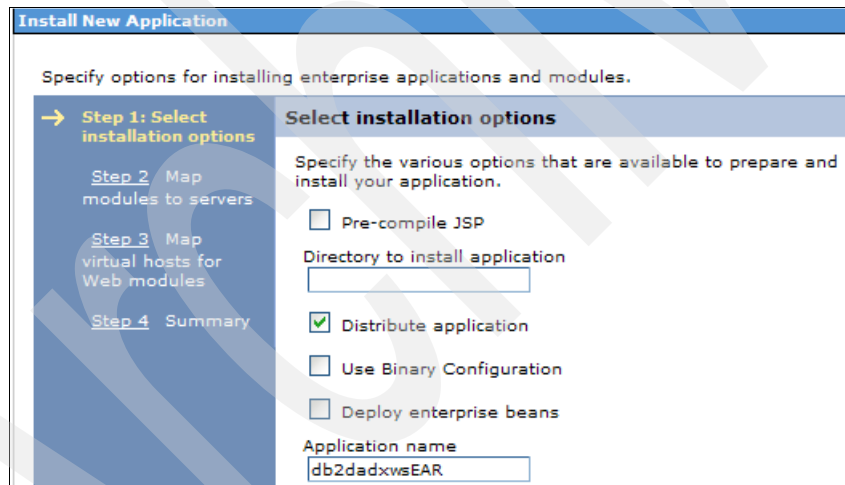 Install New Application
Specify options for installing enterprise applications and modules.
Step 1: Select
installation options
Step 2 Map
modules to servers
Step 3 Map
virtual hosts for
Web modules
Step 4 Summary
Select installation options
Specify the various options that are available to prepare and
install your application.
Pre-compile JSP
Directory to install application
Distribute application
Use Binary Configuration
Deploy enterprise beans
Application name
db2dadxwsEAR